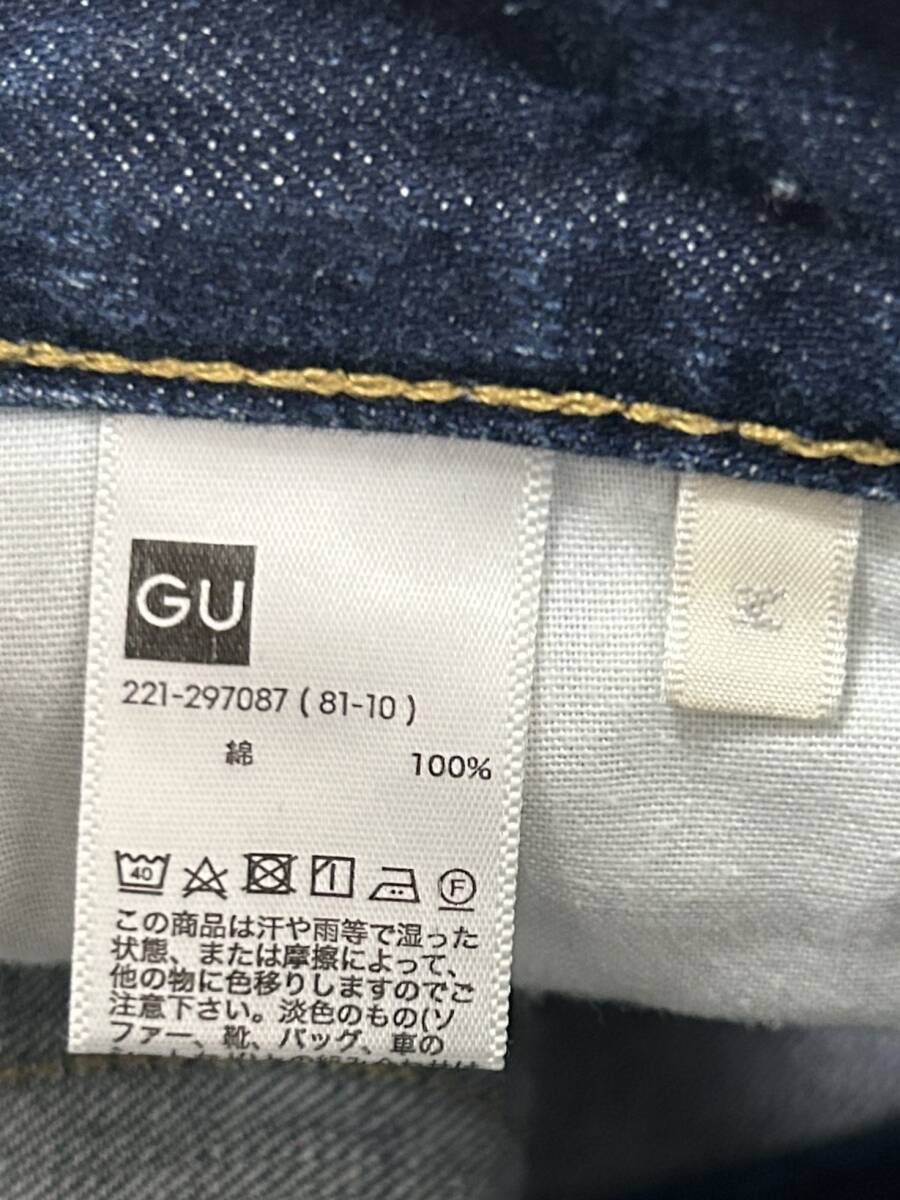 GU
221-297087 ( 81-10 )
綿 100%
40
F
この商品は汗や雨等で湿った
状態、または摩擦によって、
他の物に色移りしますのでご
注意下さい。淡色のもの(ソ
ファー、靴、バッグ、車の